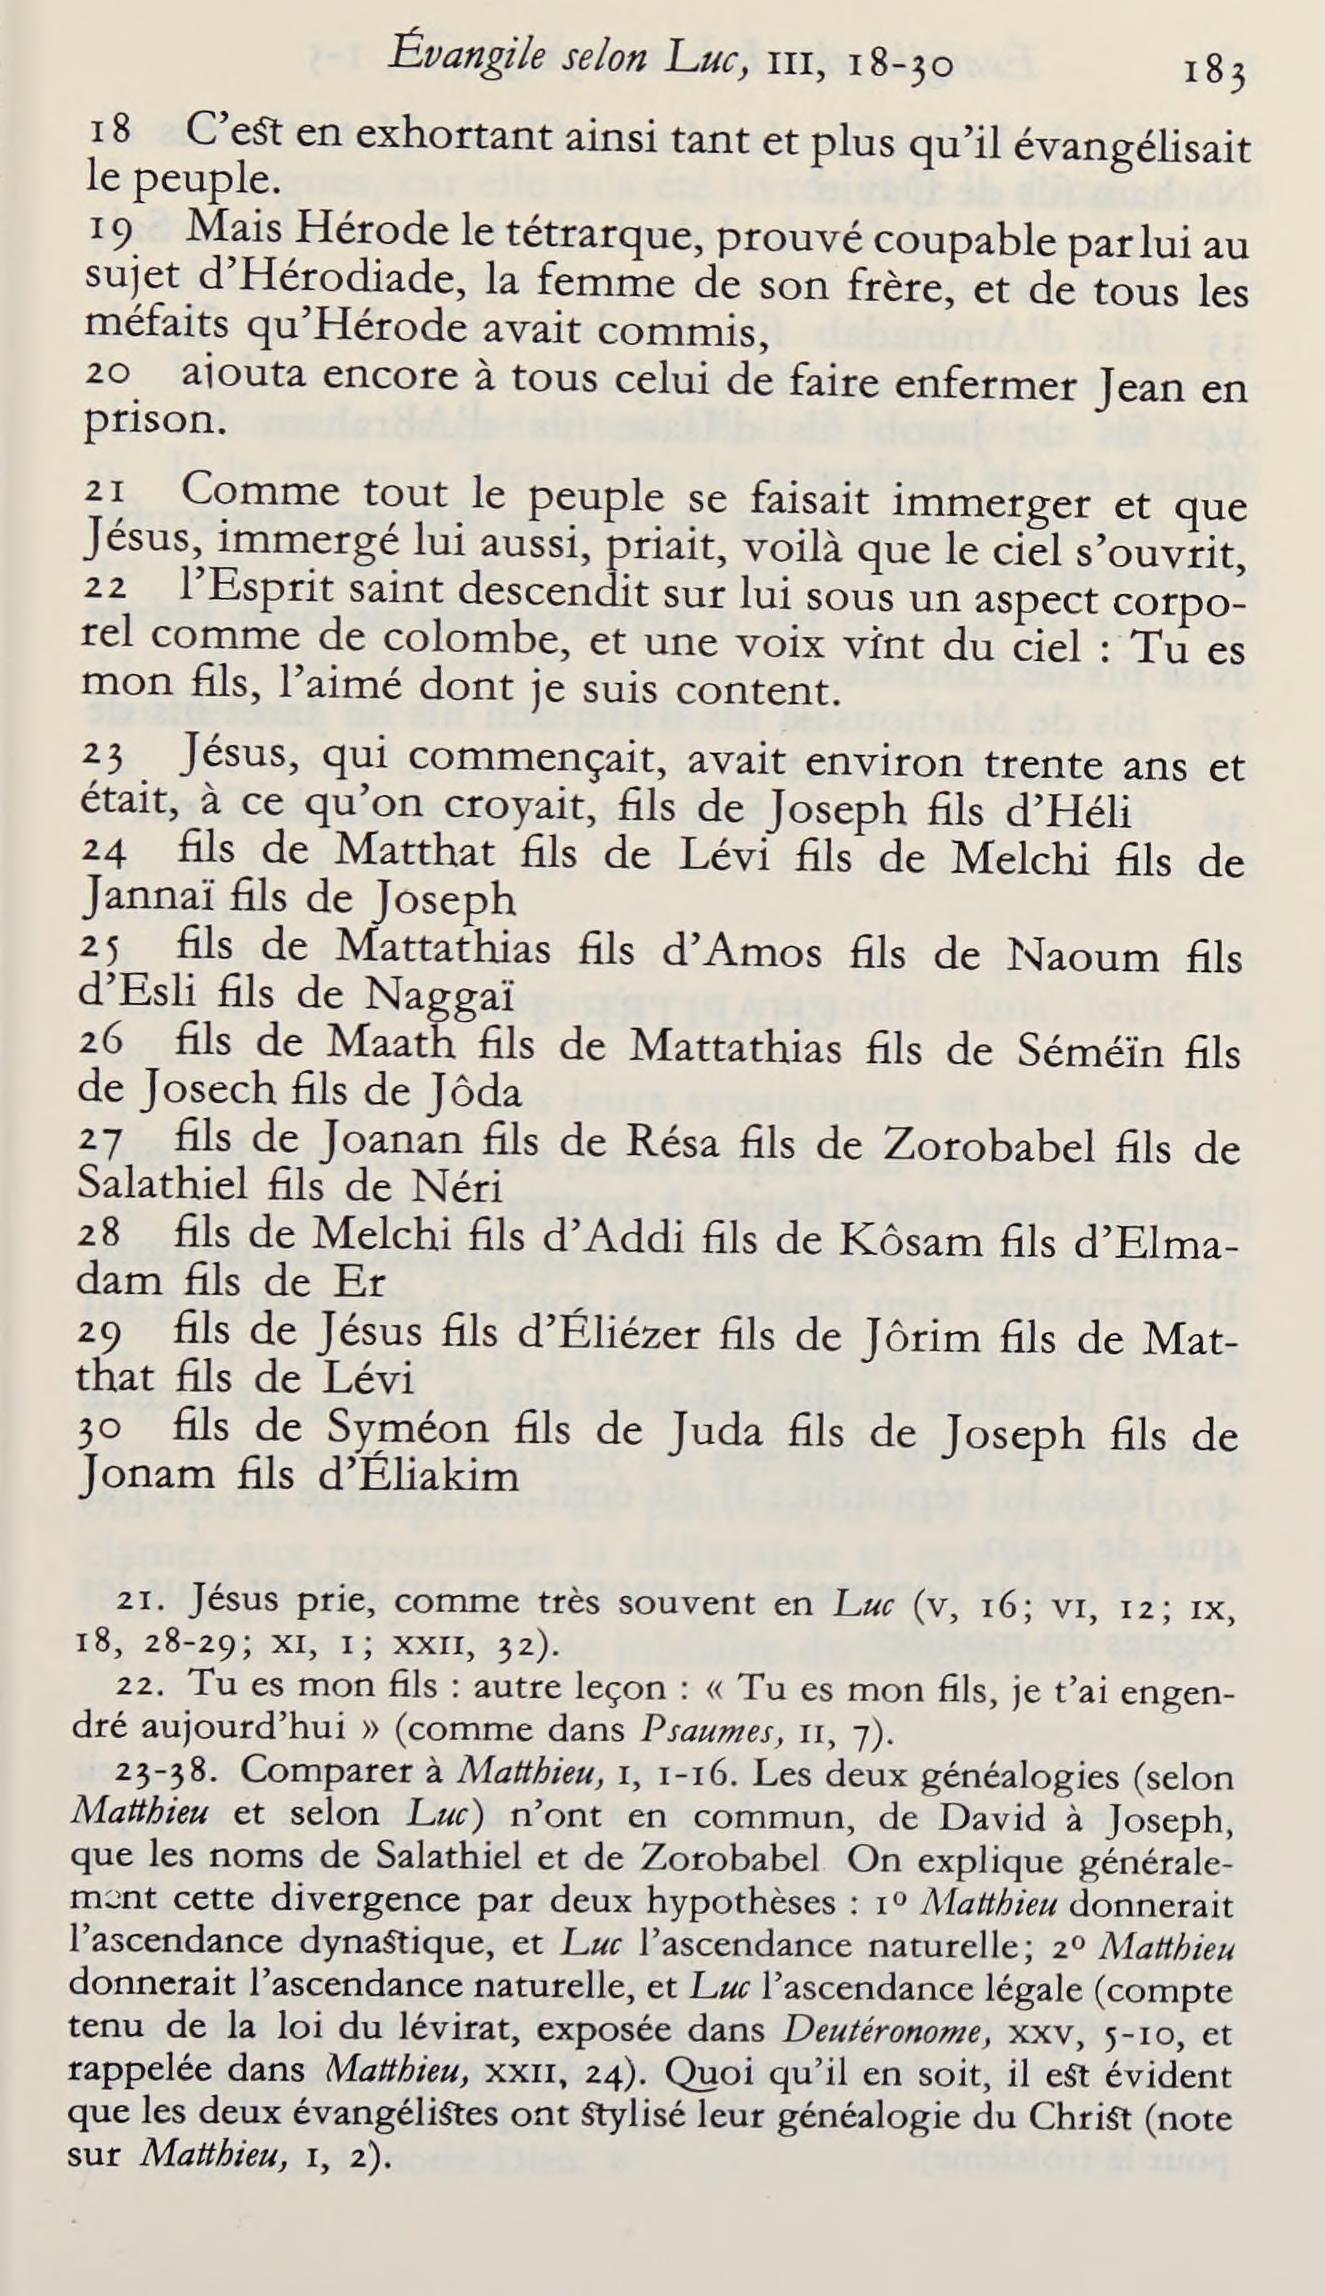 Évangile selon Luc, III, 18-30 183
18 C’est en exhortant ainsi tant et plus qu’il évangélisait
le peuple.
19 Mais Hérode le tétrarque, prouvé coupable par lui au
sujet d’Hérodiade, la femme de son frère, et de tous les
méfaits qu’Hérode avait commis,
20 ajouta encore à tous celui de faire enfermer Jean en
prison.
21 Comme tout le peuple se faisait immerger et que
Jésus, immergé lui aussi, priait, voilà que le ciel s’ouvrit,
22 l’Esprit saint descendit sur lui sous un aspect corpo-
rel comme de colombe, et une voix vint du ciel : Tu es
mon fils, l’aimé dont je suis content.
23 Jésus, qui commençait, avait environ trente ans et
était, à ce qu’on croyait, fils de Joseph fils d’Héli
24 fils de Matthat fils de Lévi fils de Melchi fils de
Jannaï fils de Joseph
25 fils de Mattathias fils d’Amos fils de Naoum fils
d’Esli fils de Naggaï
26 fils de Maath fils de Mattathias fils de Séméïn fils
de Josech fils de Jôda
27 fils de Joanan fils de Résa fils de Zorobabel fils de
Salathiel fils de Néri
28 fils de Melchi fils d’Addi fils de Kôsam fils d’Elma-
dam fils de Er
29 fils de Jésus fils d’Éliézer fils de Jôrim fils de Mat-
that fils de Lévi
30 fils de Syméon fils de Juda fils de Joseph fils de
Jonam fils d’Éliakim
21. Jésus prie, comme très souvent en Luc (V, 16; VI, 12; IX,
18, 28-29; XI, 1; XXII, 32).
22. Tu es mon fils : autre leçon : « Tu es mon fils, je t’ai engen-
dré aujourd’hui » (comme dans Psaumes, II, 7).
23-38. Comparer à Matthieu, I, 1-16. Les deux généalogies (selon
Matthieu et selon Luc) n’ont en commun, de David à Joseph,
que les noms de Salathiel et de Zorobabel On explique générale-
ment cette divergence par deux hypothèses : 1º Matthieu donnerait
l’ascendance dynastique, et Luc l’ascendance naturelle; 2º Matthieu
donnerait l’ascendance naturelle, et Luc l’ascendance légale (compte
tenu de la loi du lévirat, exposée dans Deutéronome, XXV, 5-10, et
rappelée dans Matthieu, XXII, 24). Quoi qu’il en soit, il est évident
que les deux évangélistes ont stylisé leur généalogie du Christ (note
sur Matthieu, I, 2).